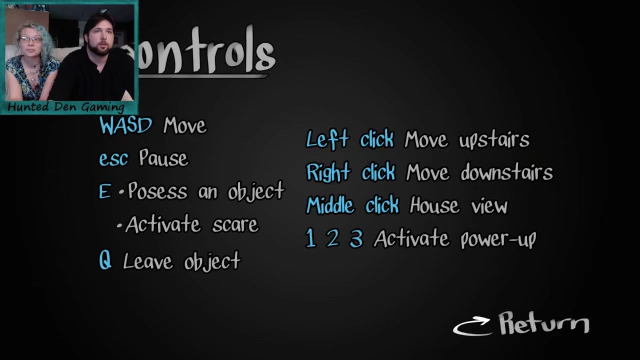 ontrols
Hunted Den Gaming
WASD Move
esc Pause
E • Posess an object
• Activate scare
Q Leave object
Left click Move upstairs
Right click Move downstairs
Middle click House view
1 2 3 Activate power-up
Return